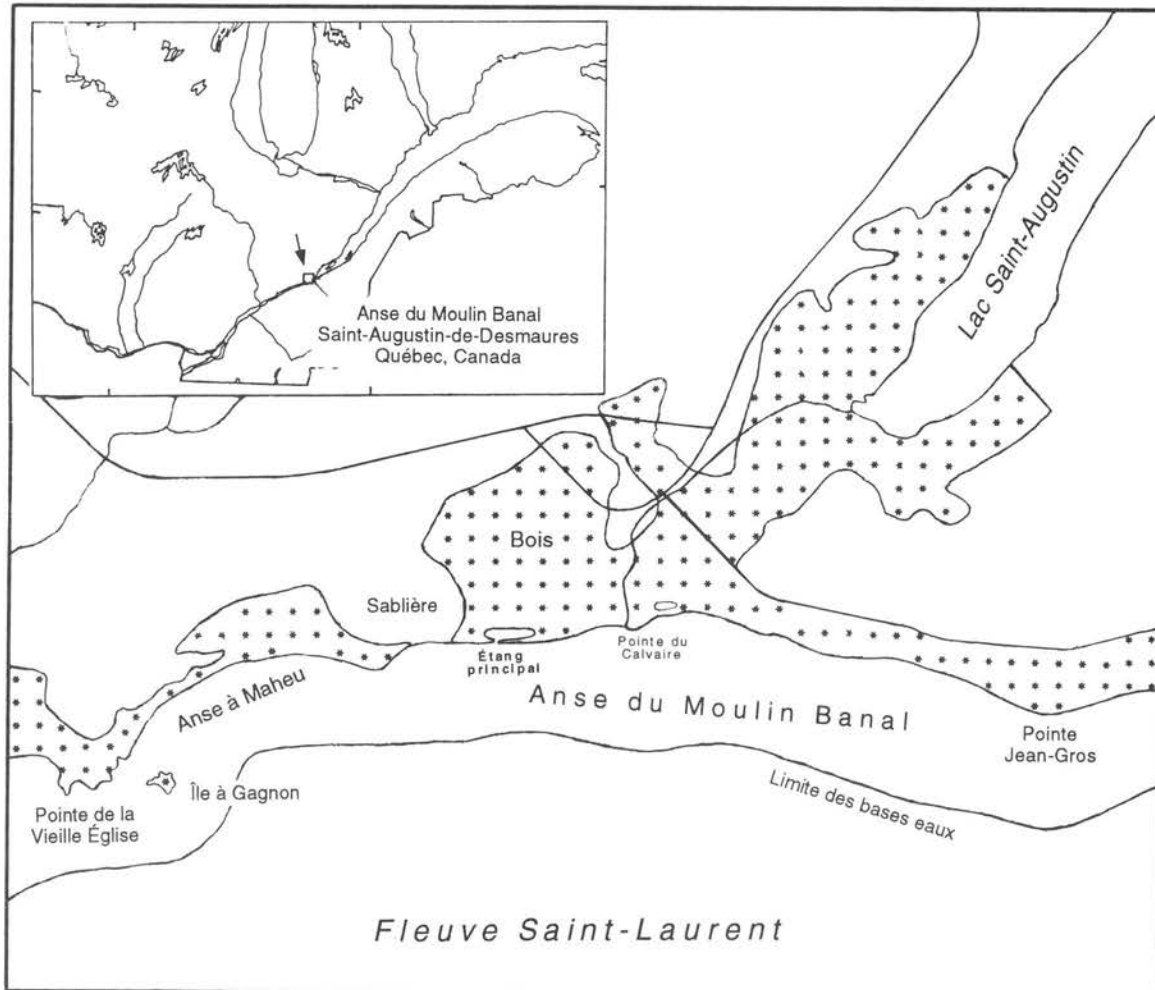 Anse du Moulin Banal
Saint-Augustin-de-Desmaures
Québec, Canada
Lac Saint-Augustin
Bois
Sablière
Étang
principal
Pointe du
Calvaire
Anse à Maheu
Anse du Moulin Banal
Pointe
Jean-Gros
Île à Gagnon
Limite des bases eaux
Pointe de la
Vieille Église
Fleuve Saint-Laurent